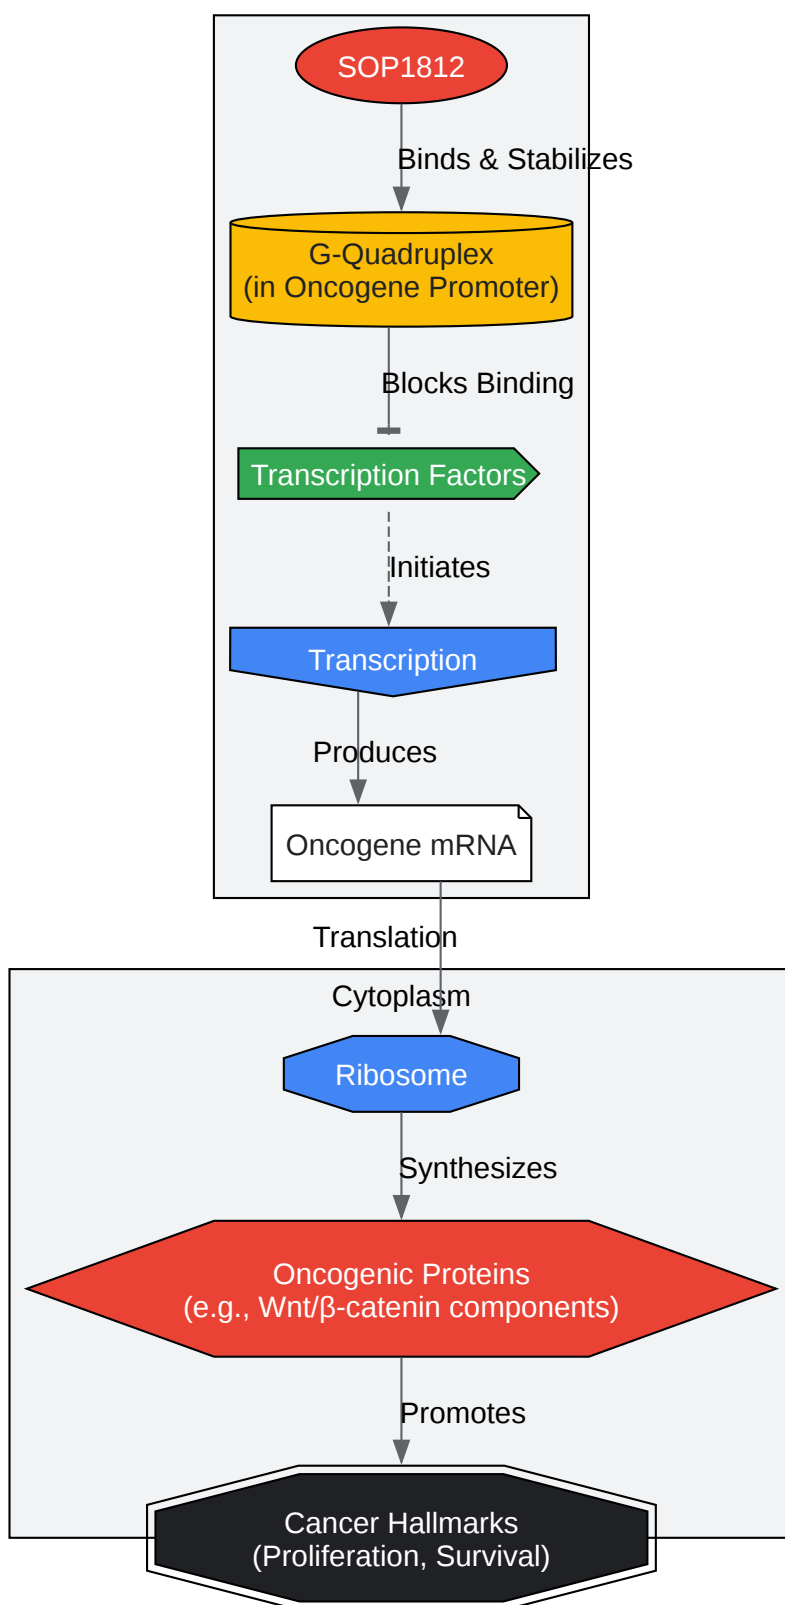 SOP1812
Binds & Stabilizes
G-Quadruplex
(in Oncogene Promoter)
Blocks Binding
Transcription Factors
Initiates
Transcription
Produces
Oncogene mRNA
Translation
Cytoplasm
Ribosome
Synthesizes
Oncogenic Proteins
(e.g., Wnt/β-catenin components)
Promotes
Cancer Hallmarks
(Proliferation, Survival)